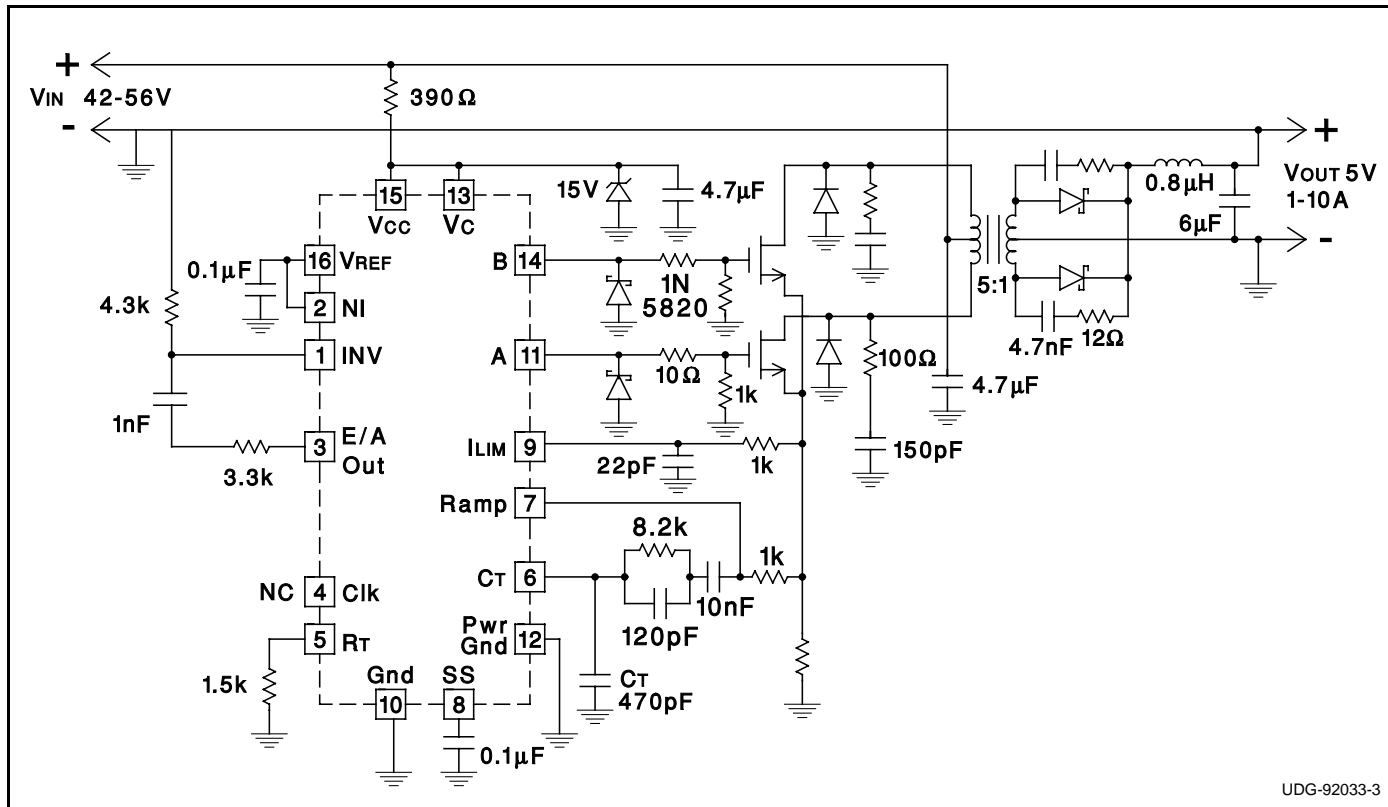 +
VIN 42-56V
-
390Ω
+
VOUT 5V
1-10A
-
0.8µH
6µF
15V
4.7µF
15
VCC
13
VC
0.1µF
16 VREF
2 NI
B 14
1N
5820
5:1
4.3k
1 INV
A 11
10Ω
1k
100Ω
4.7µF
4.7nF
12Ω
1nF
3 E/A
Out
3.3k
ILIM 9
22pF
1k
150pF
Ramp 7
8.2k
1k
CT 6
10nF
120pF
NC 4 Clk
5 RT
Pwr
Gnd 12
1.5k
Gnd
10
SS
8
CT
470pF
0.1µF
UDG-92033-3